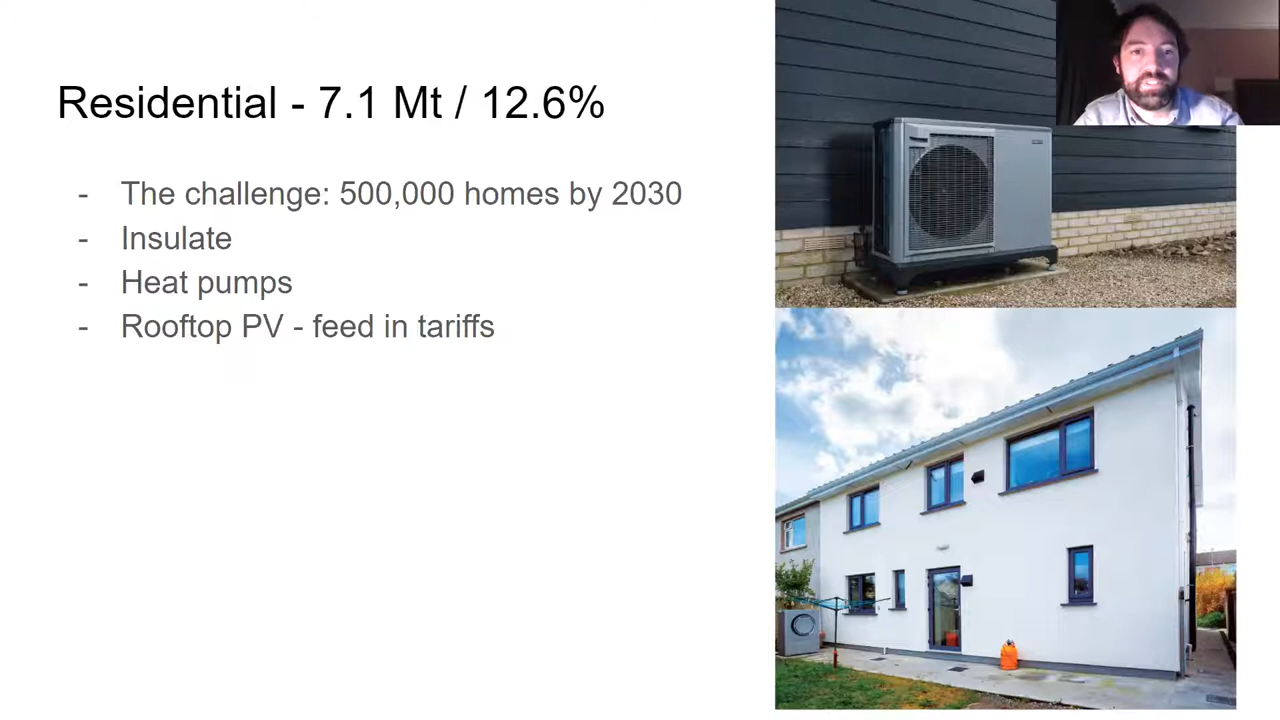 Residential - 7.1 Mt / 12.6%
- The challenge: 500,000 homes by 2030
- Insulate
- Heat pumps
- Rooftop PV - feed in tariffs